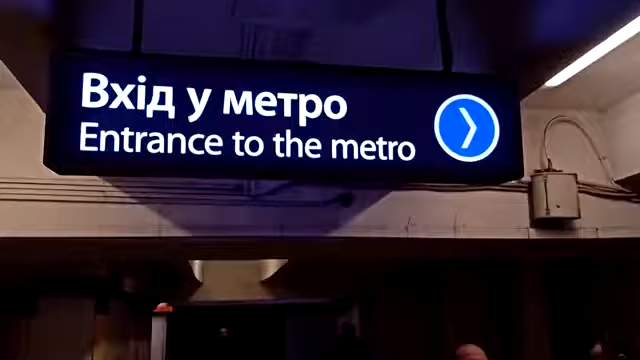 Вхід у метро
Entrance to the metro